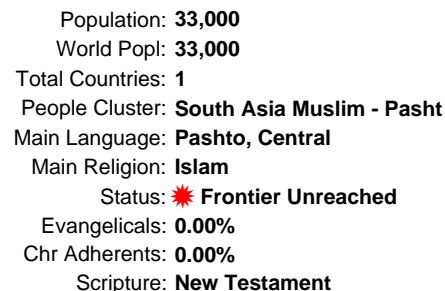 Population: 33,000
World Popl: 33,000
Total Countries: 1
People Cluster: South Asia Muslim - Pasht
Main Language: Pashto, Central
Main Religion: Islam
Status: Frontier Unreached
Evangelicals: 0.00%
Chr Adherents: 0.00%
Scripture: New Testament